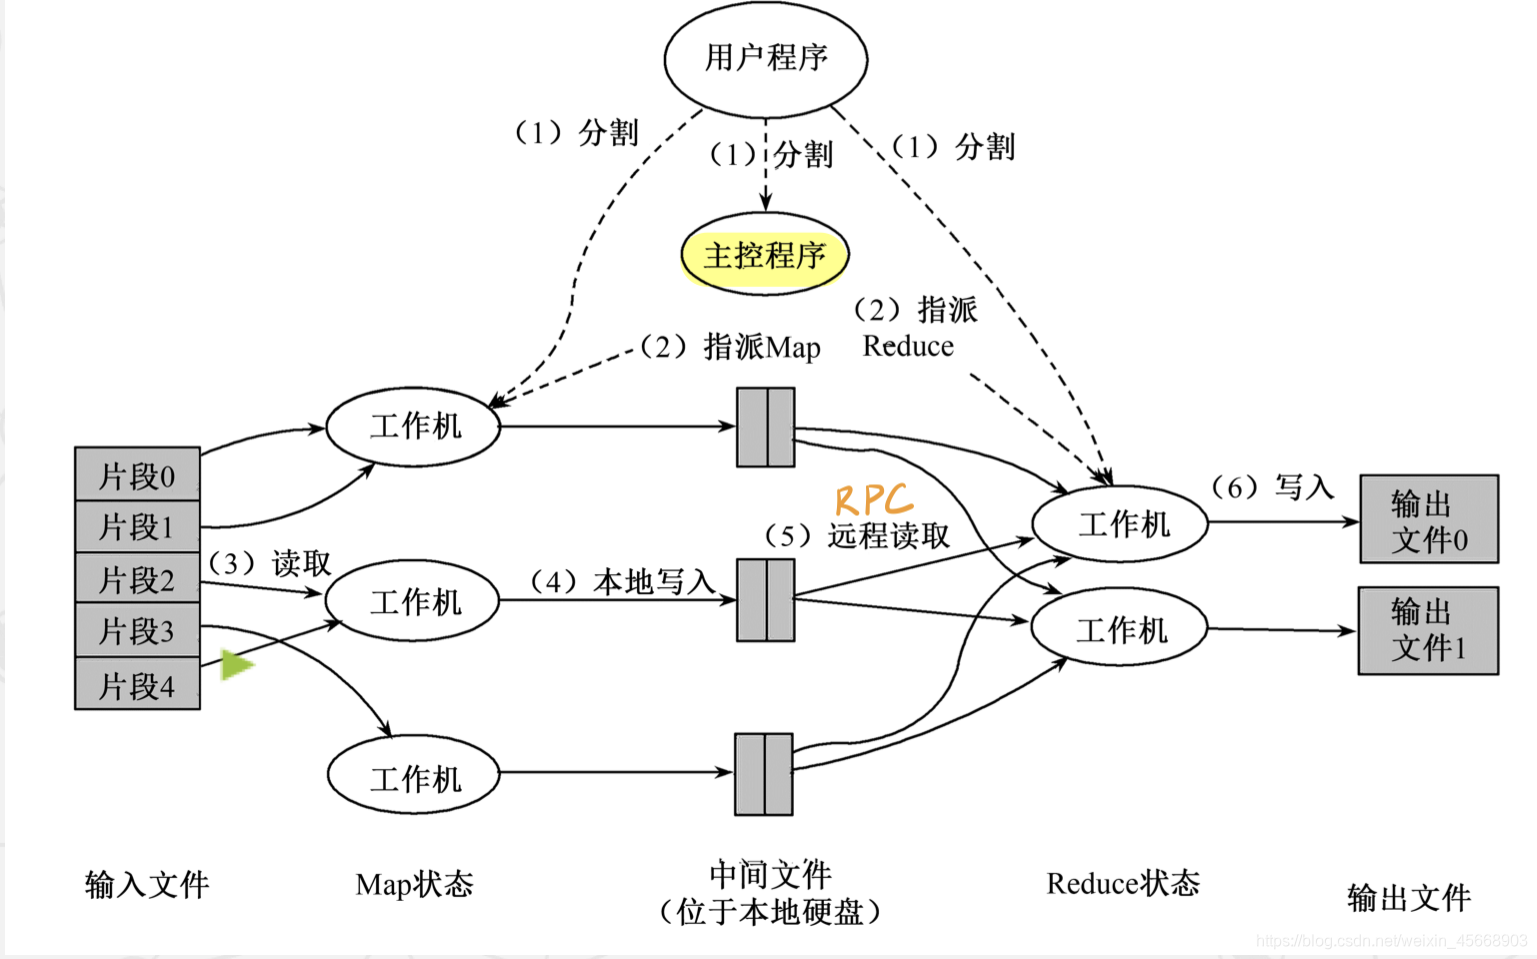 用户程序
（1）分割
（1）分割
（1）分割
主控程序
（2）指派Map
（2）指派
Reduce
工作机
片段0
片段1
片段2
片段3
片段4
（3）读取
工作机
（4）本地写入
工作机
RPC
（5）远程读取
工作机
工作机
（6）写入
输出
文件0
输出
文件1
输入文件
Map状态
中间文件
（位于本地硬盘）
Reduce状态
输出文件
https://blog.csdn.net/weixin_45668903